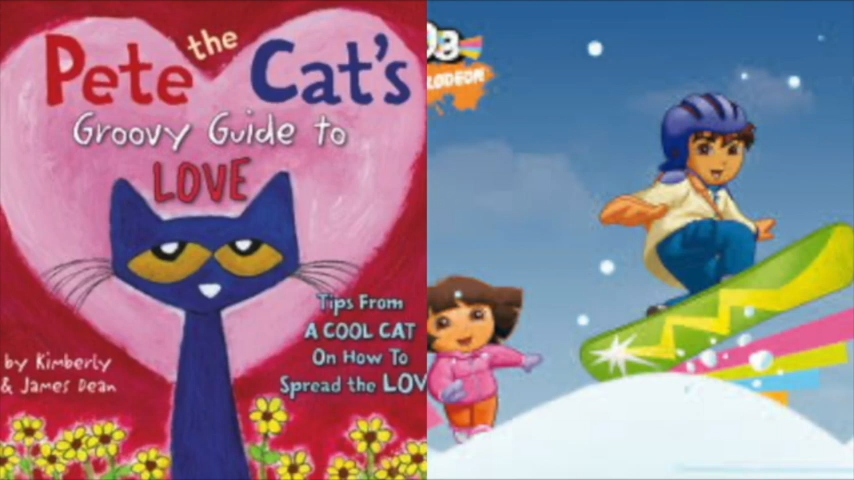 Pete the Cat's
Groovy Guide to
LOVE
Tips From
A COOL CAT
On How To
Spread the LOV
by Kimberly
& James Dean